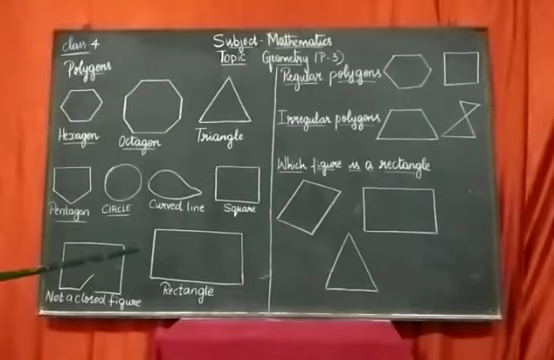 class 4
Subject - Mathematics
Topic Geometry (P-3)
Polygons
Hexagon
Octagon
Triangle
Pentagon
CIRCLE
Curved line
Square
Not a closed figure
Rectangle
Regular polygons
Irregular polygons
Which figure is a rectangle